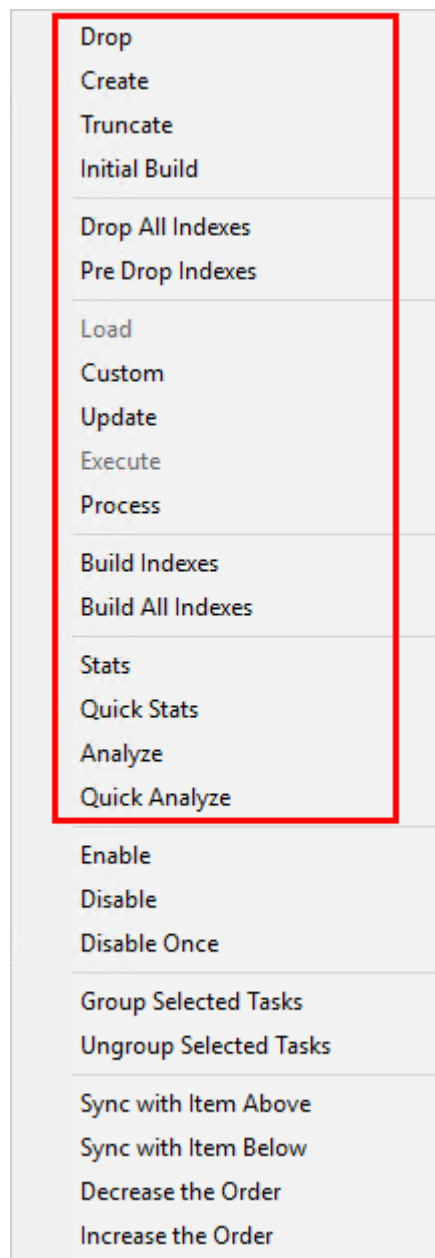 Drop
Create
Truncate
Initial Build
Drop All Indexes
Pre Drop Indexes
Load
Custom
Update
Execute
Process
Build Indexes
Build All Indexes
Stats
Quick Stats
Analyze
Quick Analyze
Enable
Disable
Disable Once
Group Selected Tasks
Ungroup Selected Tasks
Sync with Item Above
Sync with Item Below
Decrease the Order
Increase the Order